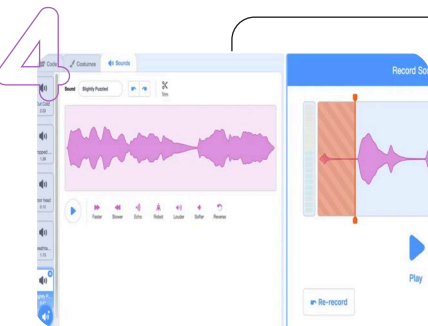 4
Code Costumes Sounds
Sound Slightly Puzzled
Trim
Faster Slower Echo Robot Louder Softer Reverse
Record So
Play
Re-record